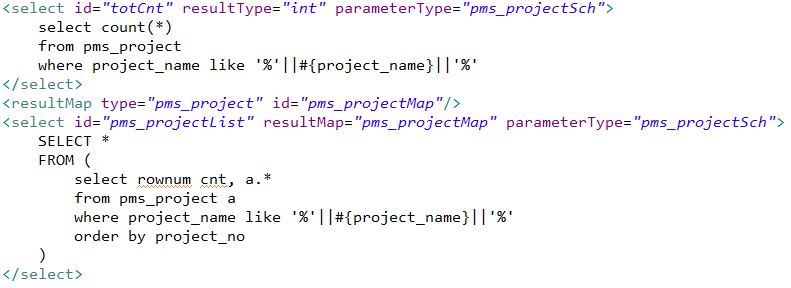 <select id="totCnt" resultType="int" parameterType="pms_projectSch">
select count(*)
from pms_project
where project_name like '%'||#{project_name}||'%'
</select>
<resultMap type="pms_project" id="pms_projectMap"/>
<select id="pms_projectList" resultMap="pms_projectMap" parameterType="pms_projectSch">
SELECT *
FROM (
select rownum cnt, a.*
from pms_project a
where project_name like '%'||#{project_name}||'%'
order by project_no
)
</select>